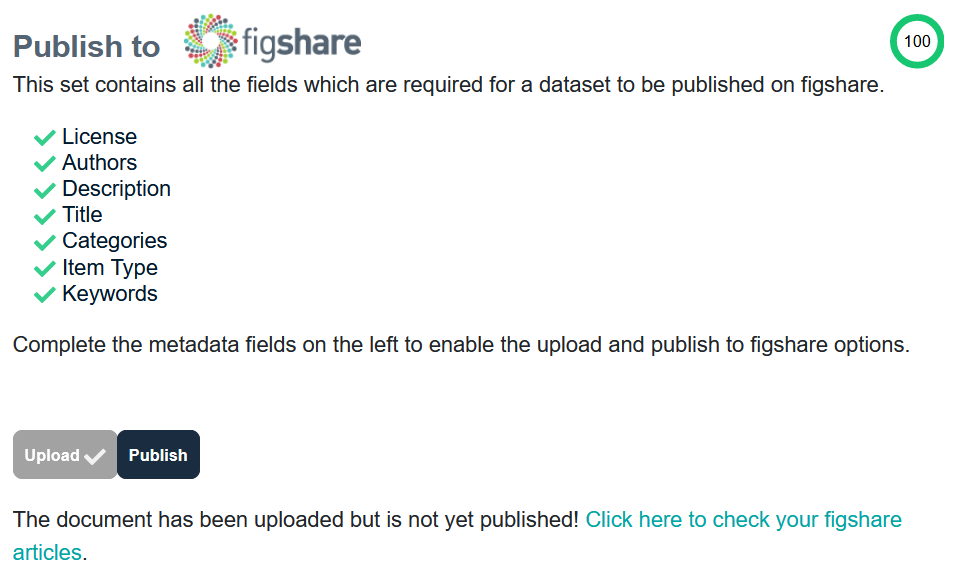 Publish to figshare
100
This set contains all the fields which are required for a dataset to be published on figshare.
License
Authors
Description
Title
Categories
Item Type
Keywords
Complete the metadata fields on the left to enable the upload and publish to figshare options.
Upload Publish
The document has been uploaded but is not yet published! Click here to check your figshare
articles.